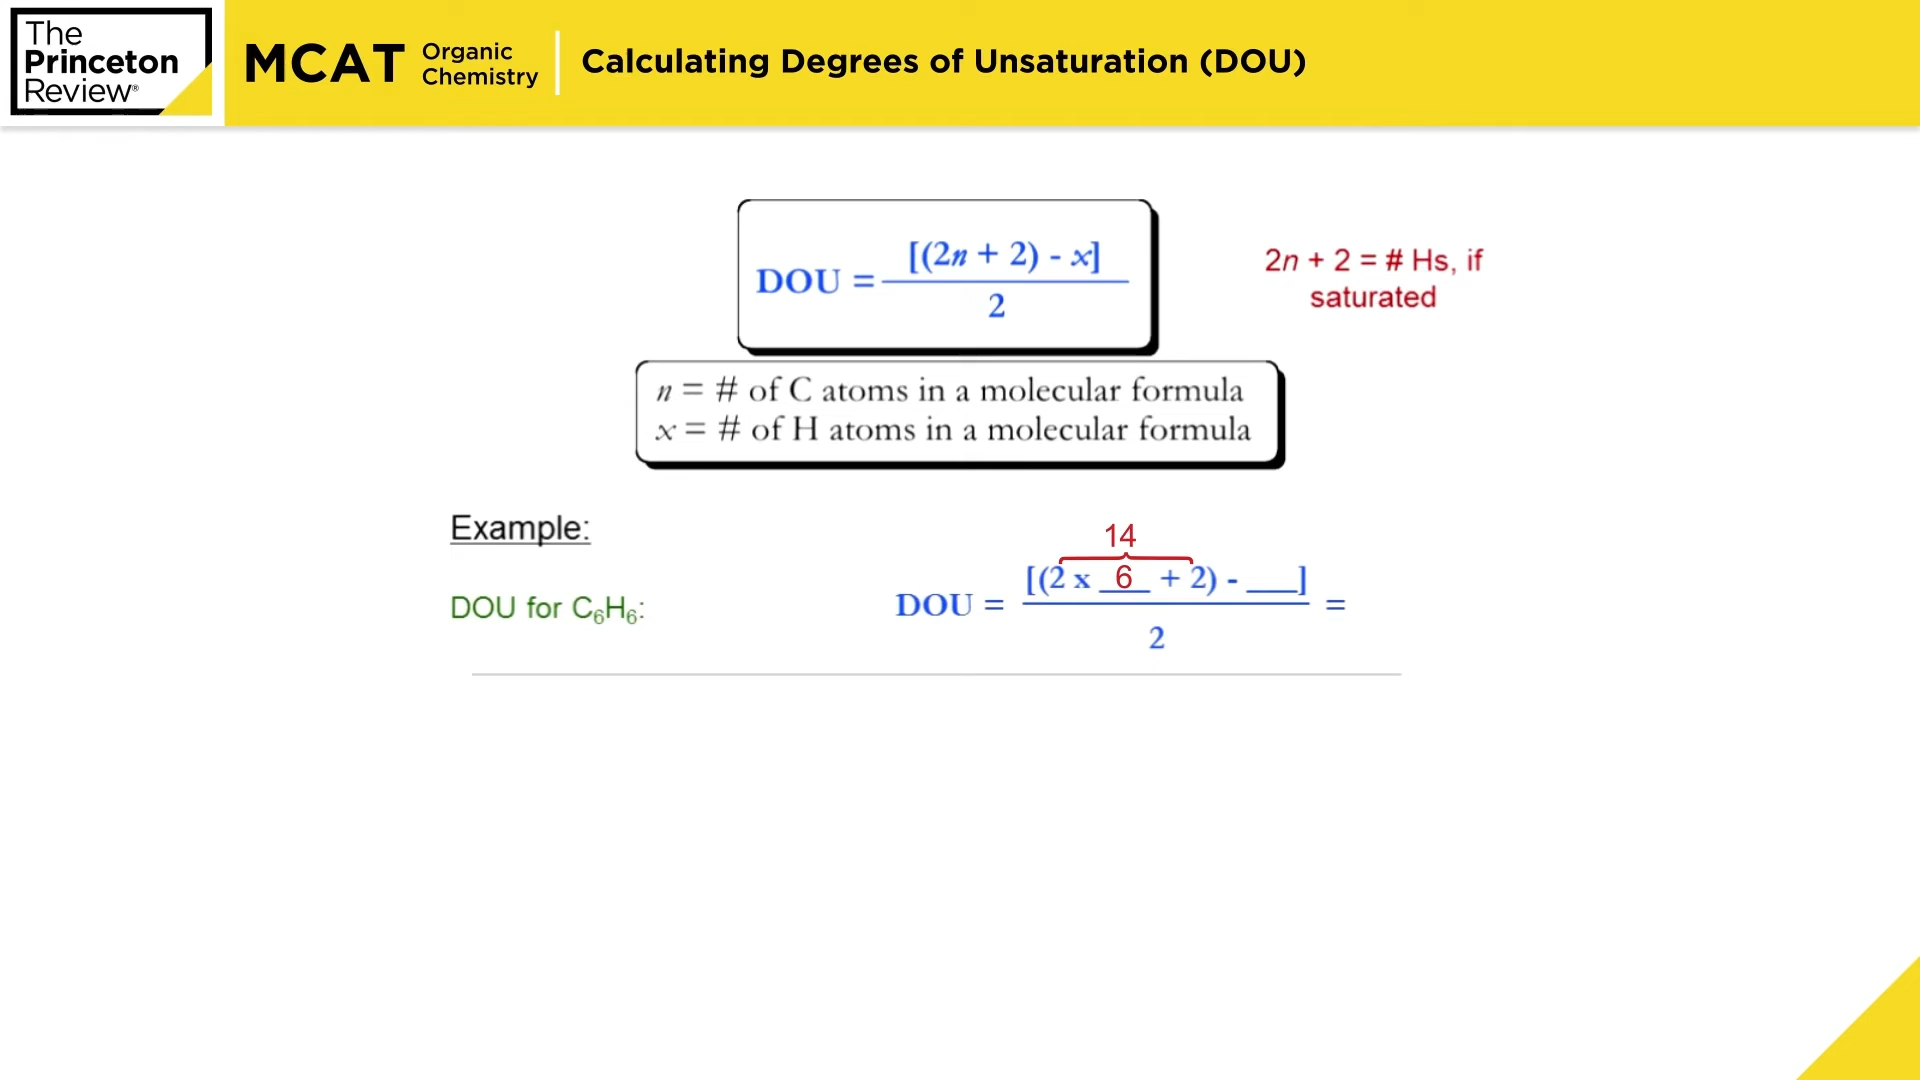 The
Princeton
Review®
MCAT Organic Chemistry
Calculating Degrees of Unsaturation (DOU)
DOU = [(2n + 2) - x]
2
2n + 2 = # Hs, if
saturated
n = # of C atoms in a molecular formula
x = # of H atoms in a molecular formula
Example:
14
DOU for C₆H₆:
DOU = [(2 x 6 + 2) - ___] =
2